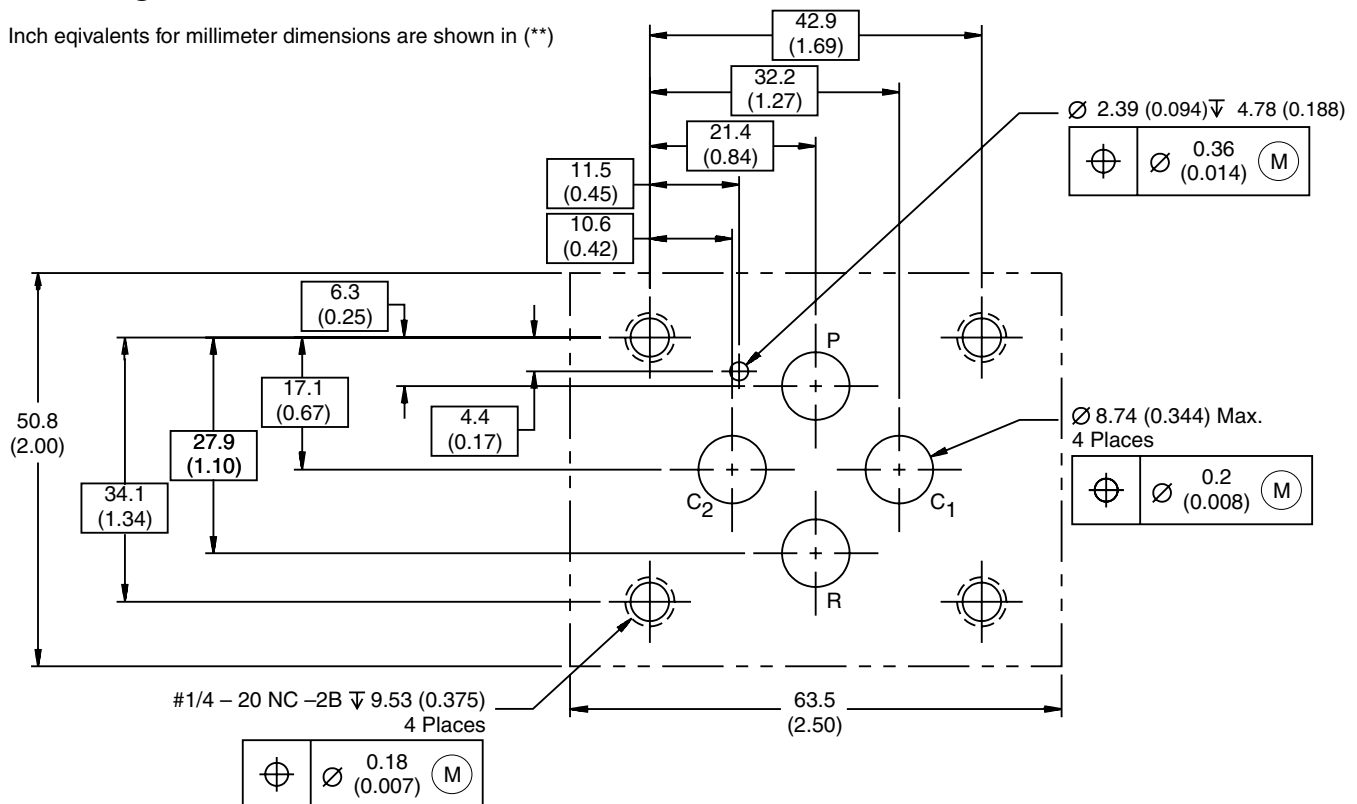 Inch eqivalents for millimeter dimensions are shown in (**)
42.9
(1.69)
32.2
(1.27)
21.4
(0.84)
11.5
(0.45)
10.6
(0.42)
⌀ 2.39 (0.094) ↧ 4.78 (0.188)
⌖ ⌀ 0.36 Ⓜ
(0.014)
6.3
(0.25)
P
17.1
(0.67)
4.4
(0.17)
50.8
(2.00)
27.9
(1.10)
34.1
(1.34)
⌀ 8.74 (0.344) Max.
4 Places
⌖ ⌀ 0.2 Ⓜ
(0.008)
C2
C1
R
#1/4 – 20 NC –2B ↧ 9.53 (0.375)
4 Places
⌖ ⌀ 0.18 Ⓜ
(0.007)
63.5
(2.50)